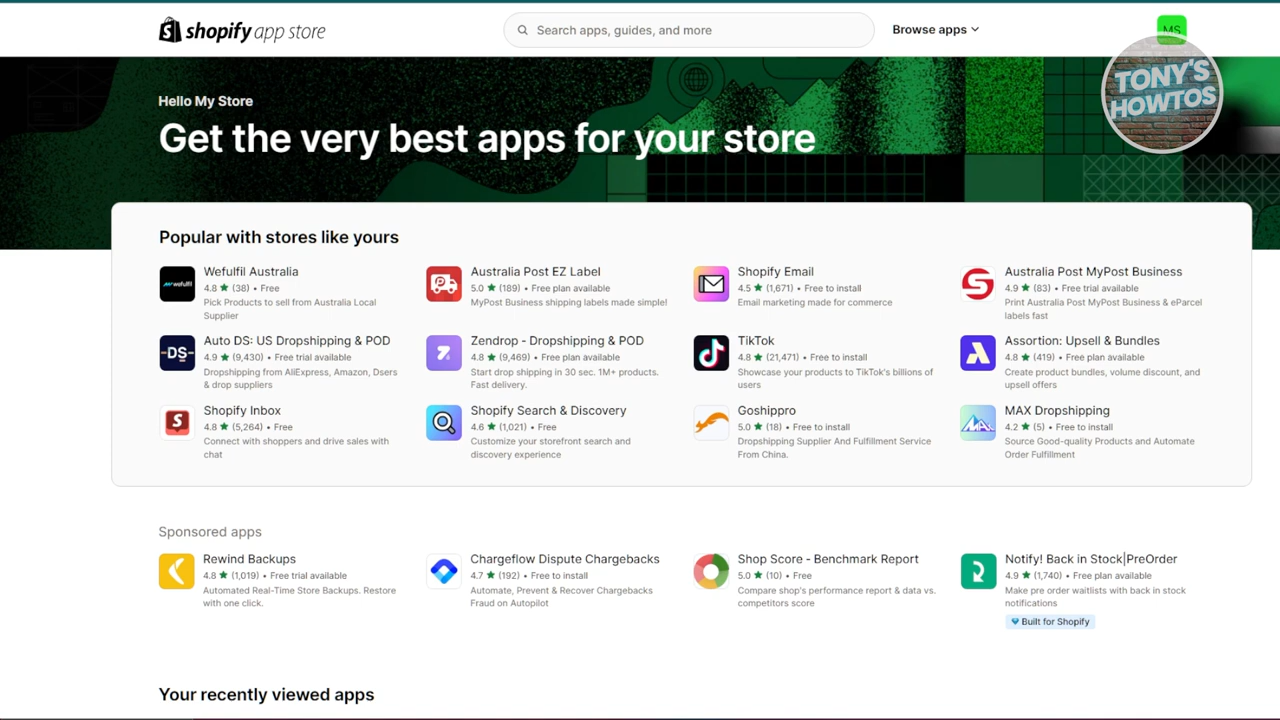 shopify app store
Search apps, guides, and more
Browse apps
MS
TONY'S
HOWTOS
Hello My Store
Get the very best apps for your store
Popular with stores like yours
Wefulfil Australia
4.8 ★ (38) • Free
Pick Products to sell from Australia Local
Supplier
Australia Post EZ Label
5.0 ★ (189) • Free plan available
MyPost Business shipping labels made simple!
Shopify Email
4.5 ★ (1,671) • Free to install
Email marketing made for commerce
Australia Post MyPost Business
4.9 ★ (83) • Free trial available
Print Australia Post MyPost Business & eParcel
labels fast
Auto DS: US Dropshipping & POD
4.9 ★ (9,430) • Free trial available
Dropshipping from AliExpress, Amazon, Dsers
& drop suppliers
Zendrop - Dropshipping & POD
4.8 ★ (9,469) • Free plan available
Start drop shipping in 30 sec. 1M+ products.
Fast delivery.
TikTok
4.8 ★ (21,471) • Free to install
Showcase your products to TikTok's billions of
users
Assortion: Upsell & Bundles
4.8 ★ (419) • Free plan available
Create product bundles, volume discount, and
upsell offers
Shopify Inbox
4.8 ★ (5,264) • Free
Connect with shoppers and drive sales with
chat
Shopify Search & Discovery
4.6 ★ (1,021) • Free
Customize your storefront search and
discovery experience
Goshippro
5.0 ★ (18) • Free to install
Dropshipping Supplier And Fulfillment Service
From China.
MAX Dropshipping
4.2 ★ (5) • Free to install
Source Good-quality Products and Automate
Order Fulfillment
wefulfil
-DS-
MAX
Sponsored apps
Rewind Backups
4.8 ★ (1,019) • Free trial available
Automated Real-Time Store Backups. Restore
with one click.
Chargeflow Dispute Chargebacks
4.7 ★ (192) • Free to install
Automate, Prevent & Recover Chargebacks
Fraud on Autopilot
Shop Score - Benchmark Report
5.0 ★ (10) • Free
Compare shop's performance report & data vs.
competitors score
Notify! Back in Stock|PreOrder
4.9 ★ (1,740) • Free plan available
Make pre order waitlists with back in stock
notifications
Built for Shopify
Your recently viewed apps